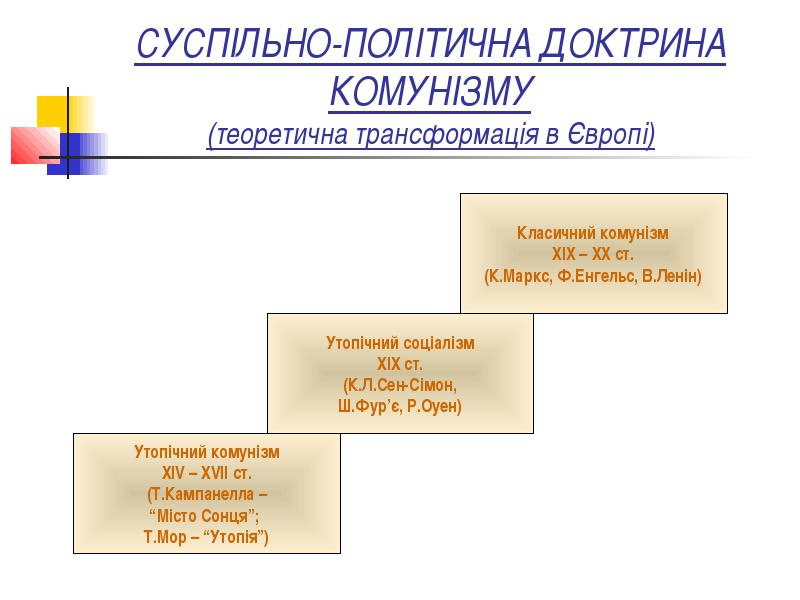 СУСПІЛЬНО-ПОЛІТИЧНА ДОКТРИНА
КОМУНІЗМУ
(теоретична трансформація в Європі)
Класичний комунізм
XIX – XX ст.
(К.Маркс, Ф.Енгельс, В.Ленін)
Утопічний соціалізм
XIX ст.
(К.Л.Сен-Сімон,
Ш.Фур’є, Р.Оуен)
Утопічний комунізм
XIV – XVII ст.
(Т.Кампанелла –
“Місто Сонця”;
Т.Мор – “Утопія”)